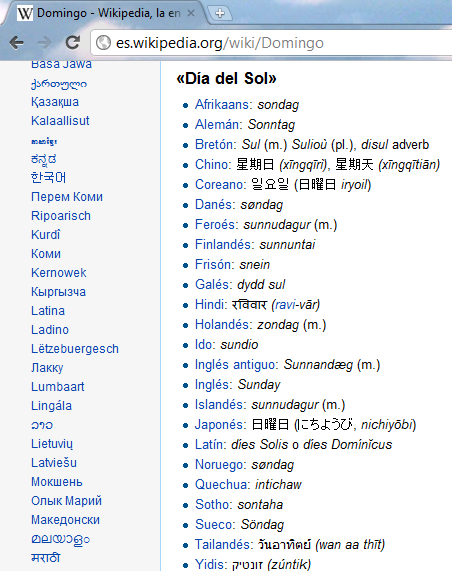 Domingo - Wikipedia, la en
es.wikipedia.org/wiki/Domingo
Basa Jawa
ქართული
Қазақша
Kalaallisut
ಕನ್ನಡ
한국어
Перем Коми
Ripoarisch
Kurdî
Коми
Kernowek
Кыргызча
Latina
Ladino
Lëtzebuergesch
Лакку
Lumbaart
Lingála
ລາວ
Lietuvių
Latviešu
Мокшень
Олык Марий
Македонски
മലയാളം
मराठी
«Día del Sol»
Afrikaans: sondag
Alemán: Sonntag
Bretón: Sul (m.) Sulioù (pl.), disul adverb
Chino: 星期日 (xīngqīrì), 星期天 (xīngqītiān)
Coreano: 일요일 (日曜日 iryoil)
Danés: søndag
Feroés: sunnudagur (m.)
Finlandés: sunnuntai
Frisón: snein
Galés: dydd sul
Hindi: रविवार (ravi-vār)
Holandés: zondag (m.)
Ido: sundio
Inglés antiguo: Sunnandæg (m.)
Inglés: Sunday
Islandés: sunnudagur (m.)
Japonés: 日曜日 (にちようび, nichiyōbi)
Latín: dĭes Solis o dĭes Domínĭcus
Noruego: søndag
Quechua: intichaw
Sotho: sontaha
Sueco: Söndag
Tailandés: วันอาทิตย์ (wan aa thīt)
Yidis: זונטיק (zúntik)